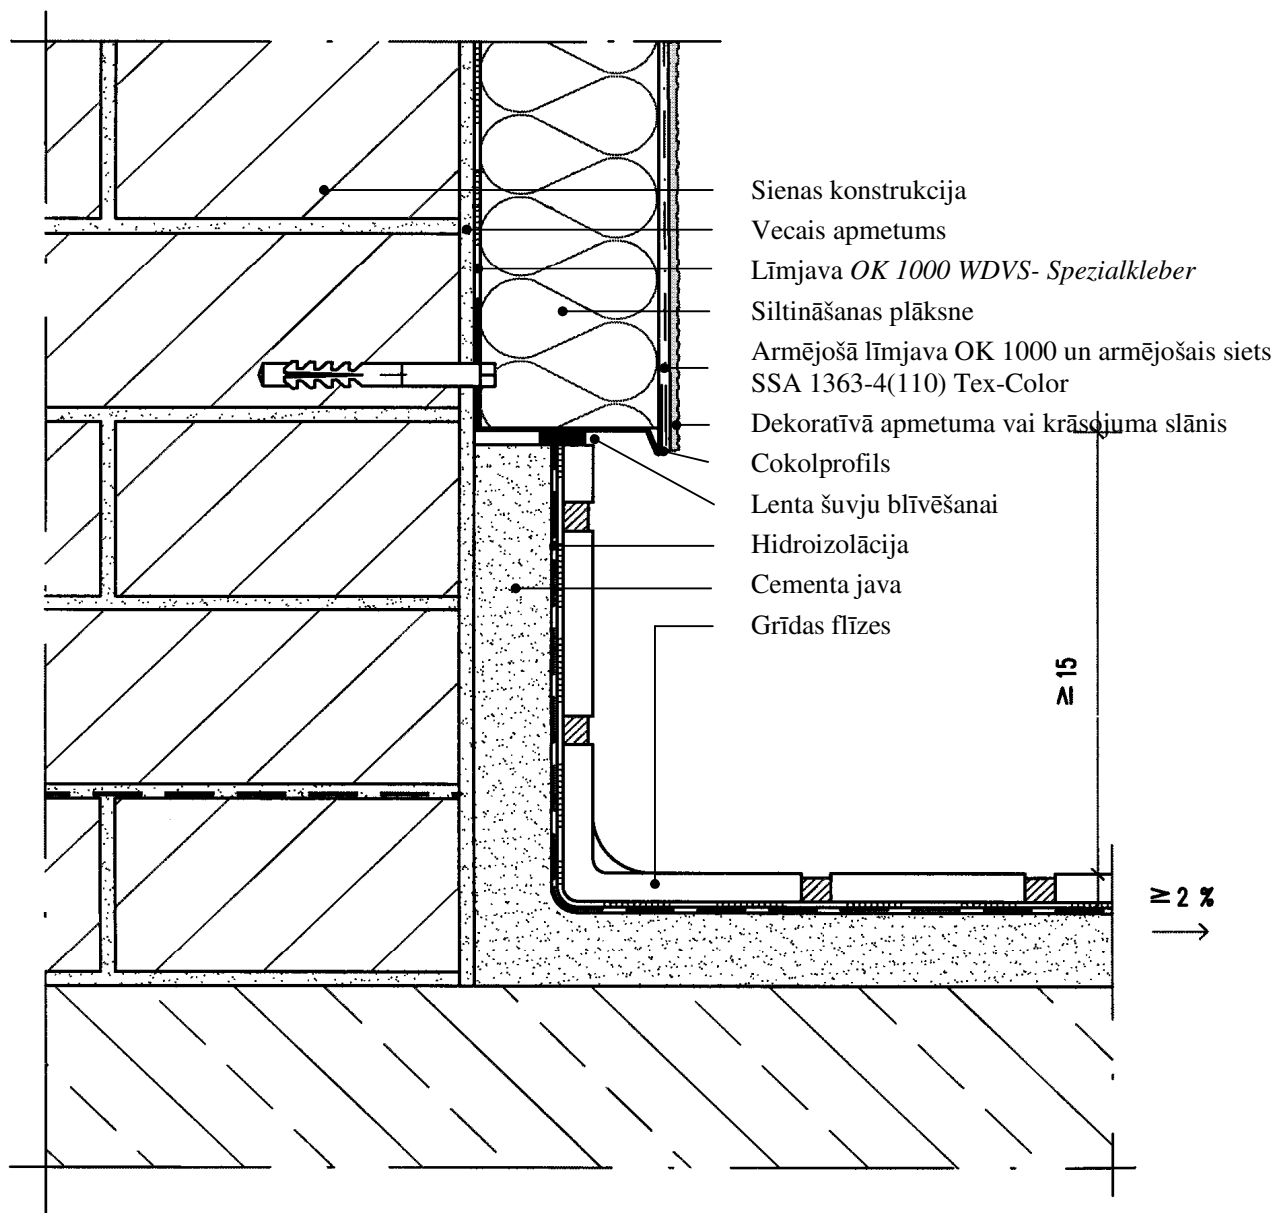 Sienas konstrukcija
Vecais apmetums
Līmjava OK 1000 WDVS- Spezialkleber
Siltināšanas plāksne
Armējošā līmjava OK 1000 un armējošais siets
SSA 1363-4(110) Tex-Color
Dekoratīvā apmetuma vai krāsojuma slānis
Cokolprofils
Lenta šuvju blīvēšanai
Hidroizolācija
Cementa java
Grīdas flīzes
≥ 15
≥ 2 %